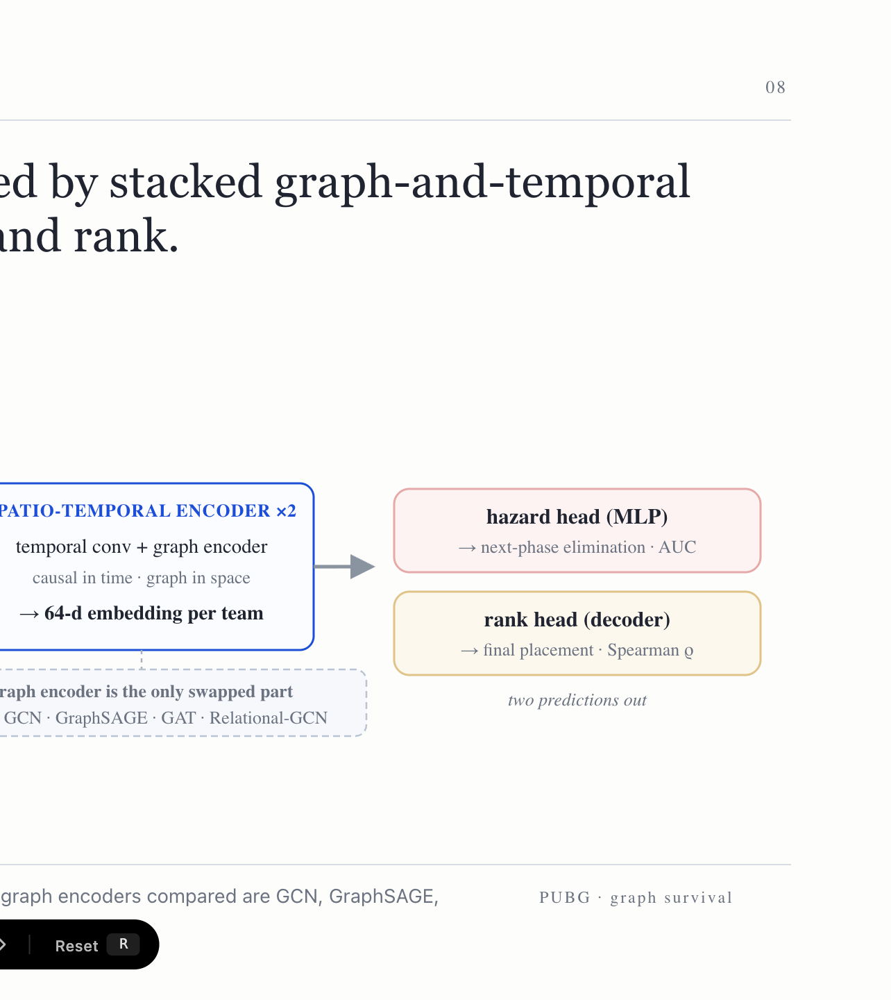 08
ed by stacked graph-and-temporal
and rank.
PATIO-TEMPORAL ENCODER ×2
temporal conv + graph encoder
causal in time · graph in space
→ 64-d embedding per team
raph encoder is the only swapped part
GCN · GraphSAGE · GAT · Relational-GCN
hazard head (MLP)
→ next-phase elimination · AUC
rank head (decoder)
→ final placement · Spearman ϱ
two predictions out
graph encoders compared are GCN, GraphSAGE,
PUBG · graph survival
Reset R